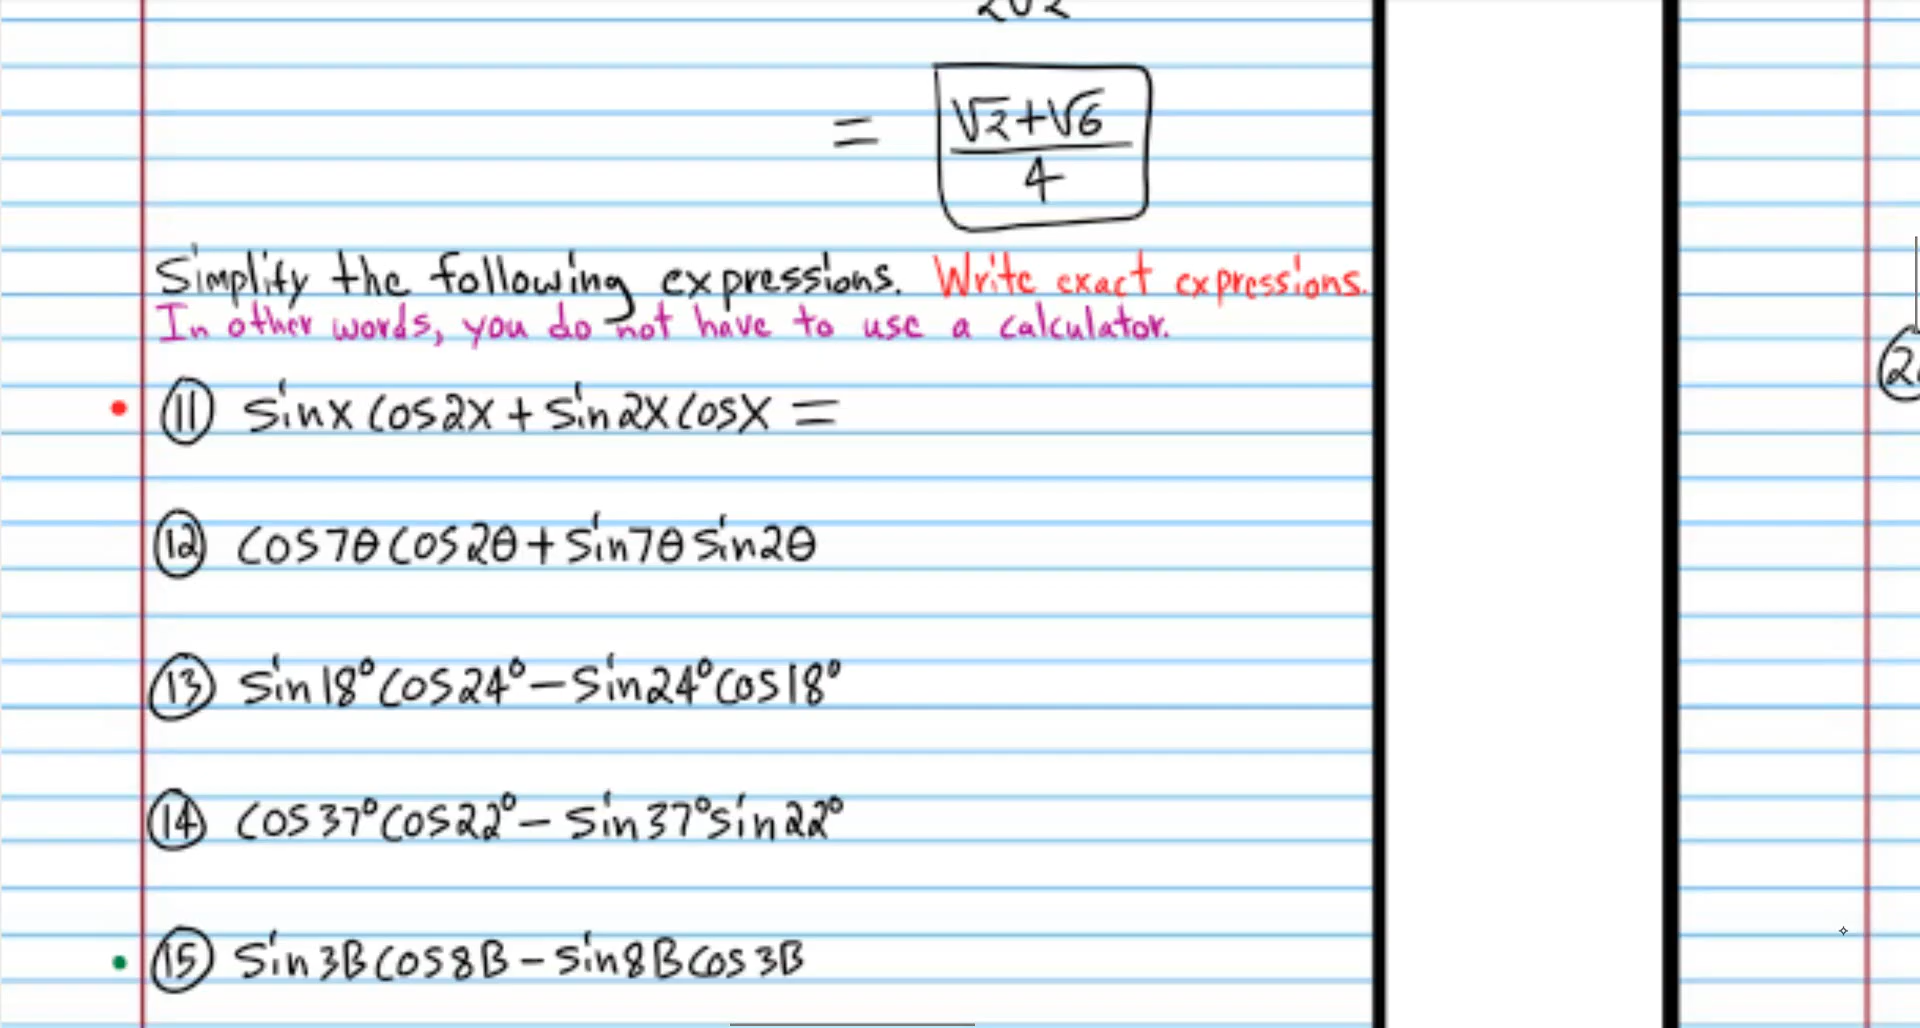 2√2
= √2+√6
4
Simplify the following expressions. Write exact expressions.
In other words, you do not have to use a calculator.
⑪ sinx cos2x + sin2x cosx =
⑫ cos7θ cos2θ + sin7θ sin2θ
⑬ sin18° cos24° – sin24° cos18°
⑭ cos37° cos22° – sin37° sin22°
⑮ sin3B cos8B – sin8B cos3B